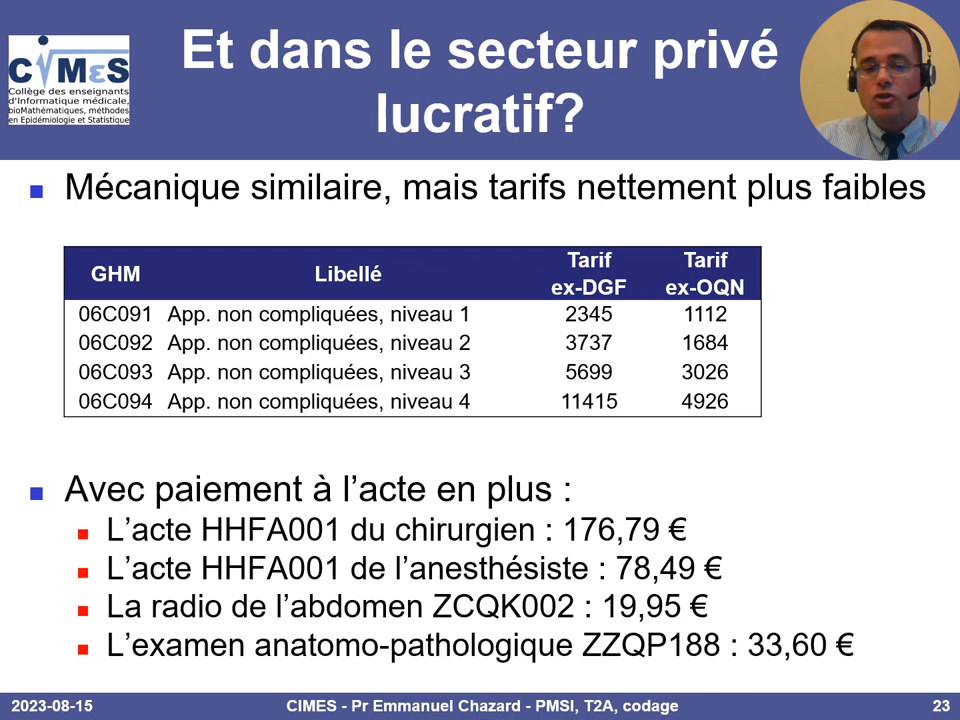 Et dans le secteur privé
lucratif?
CIMεS
Collège des enseignants
d'Informatique médicale,
bioMathématiques, méthodes
en Epidémiologie et Statistique
Mécanique similaire, mais tarifs nettement plus faibles
GHM Libellé Tarif ex-DGF Tarif ex-OQN
06C091 App. non compliquées, niveau 1 2345 1112
06C092 App. non compliquées, niveau 2 3737 1684
06C093 App. non compliquées, niveau 3 5699 3026
06C094 App. non compliquées, niveau 4 11415 4926
Avec paiement à l’acte en plus :
L’acte HHFA001 du chirurgien : 176,79 €
L’acte HHFA001 de l’anesthésiste : 78,49 €
La radio de l’abdomen ZCQK002 : 19,95 €
L’examen anatomo-pathologique ZZQP188 : 33,60 €
2023-08-15 CIMES - Pr Emmanuel Chazard - PMSI, T2A, codage 23